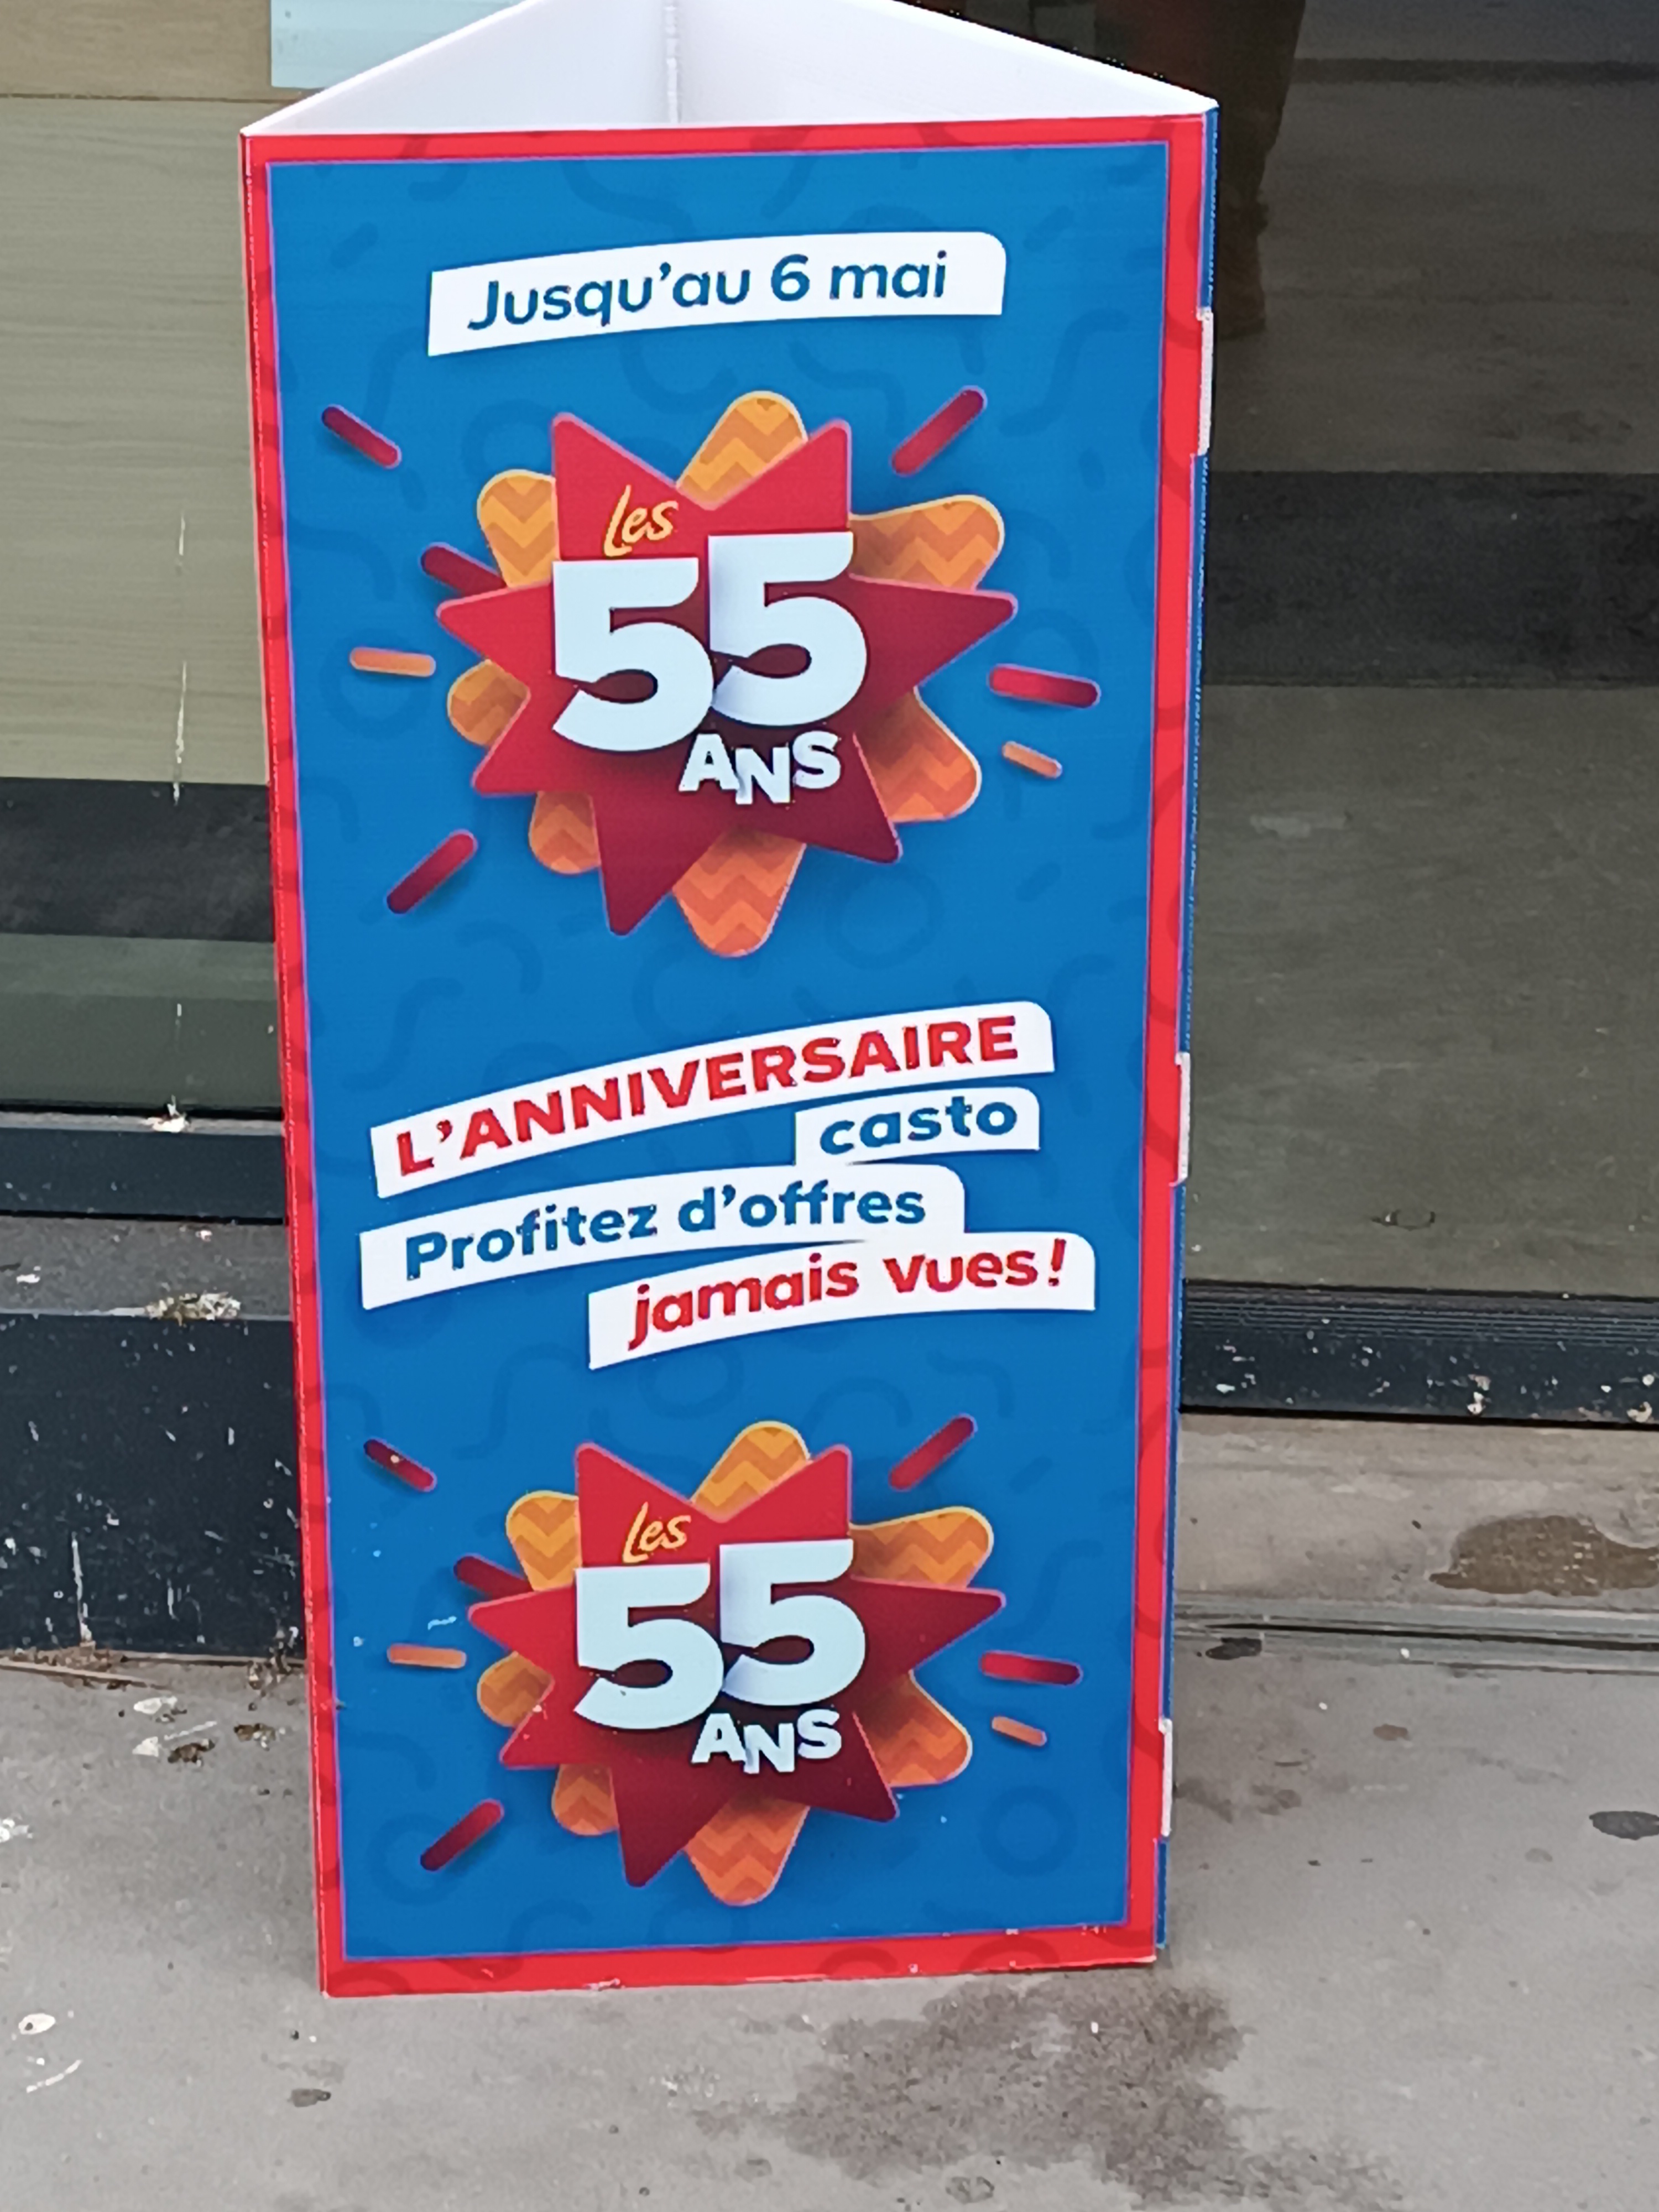 Jusqu'au 6 mai
Les
55
ANS
L'ANNIVERSAIRE
casto
Profitez d'offres
jamais vues!
Les
55
ANS